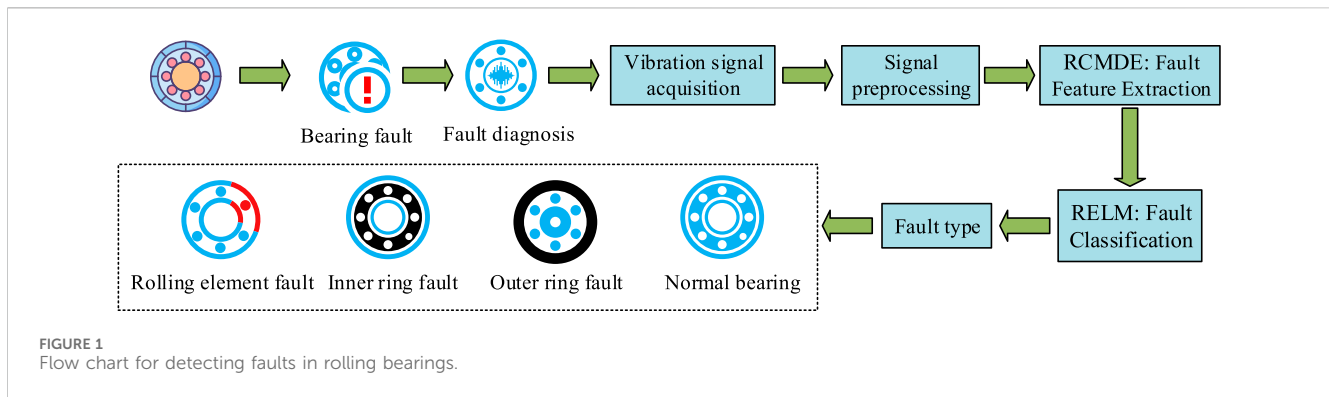 Vibration signal
acquisition
Signal
preprocessing
RCMDE: Fault
Feature Extraction
Bearing fault
Fault diagnosis
RELM: Fault
Classification
Fault type
Rolling element fault
Inner ring fault
Outer ring fault
Normal bearing
FIGURE 1
Flow chart for detecting faults in rolling bearings.